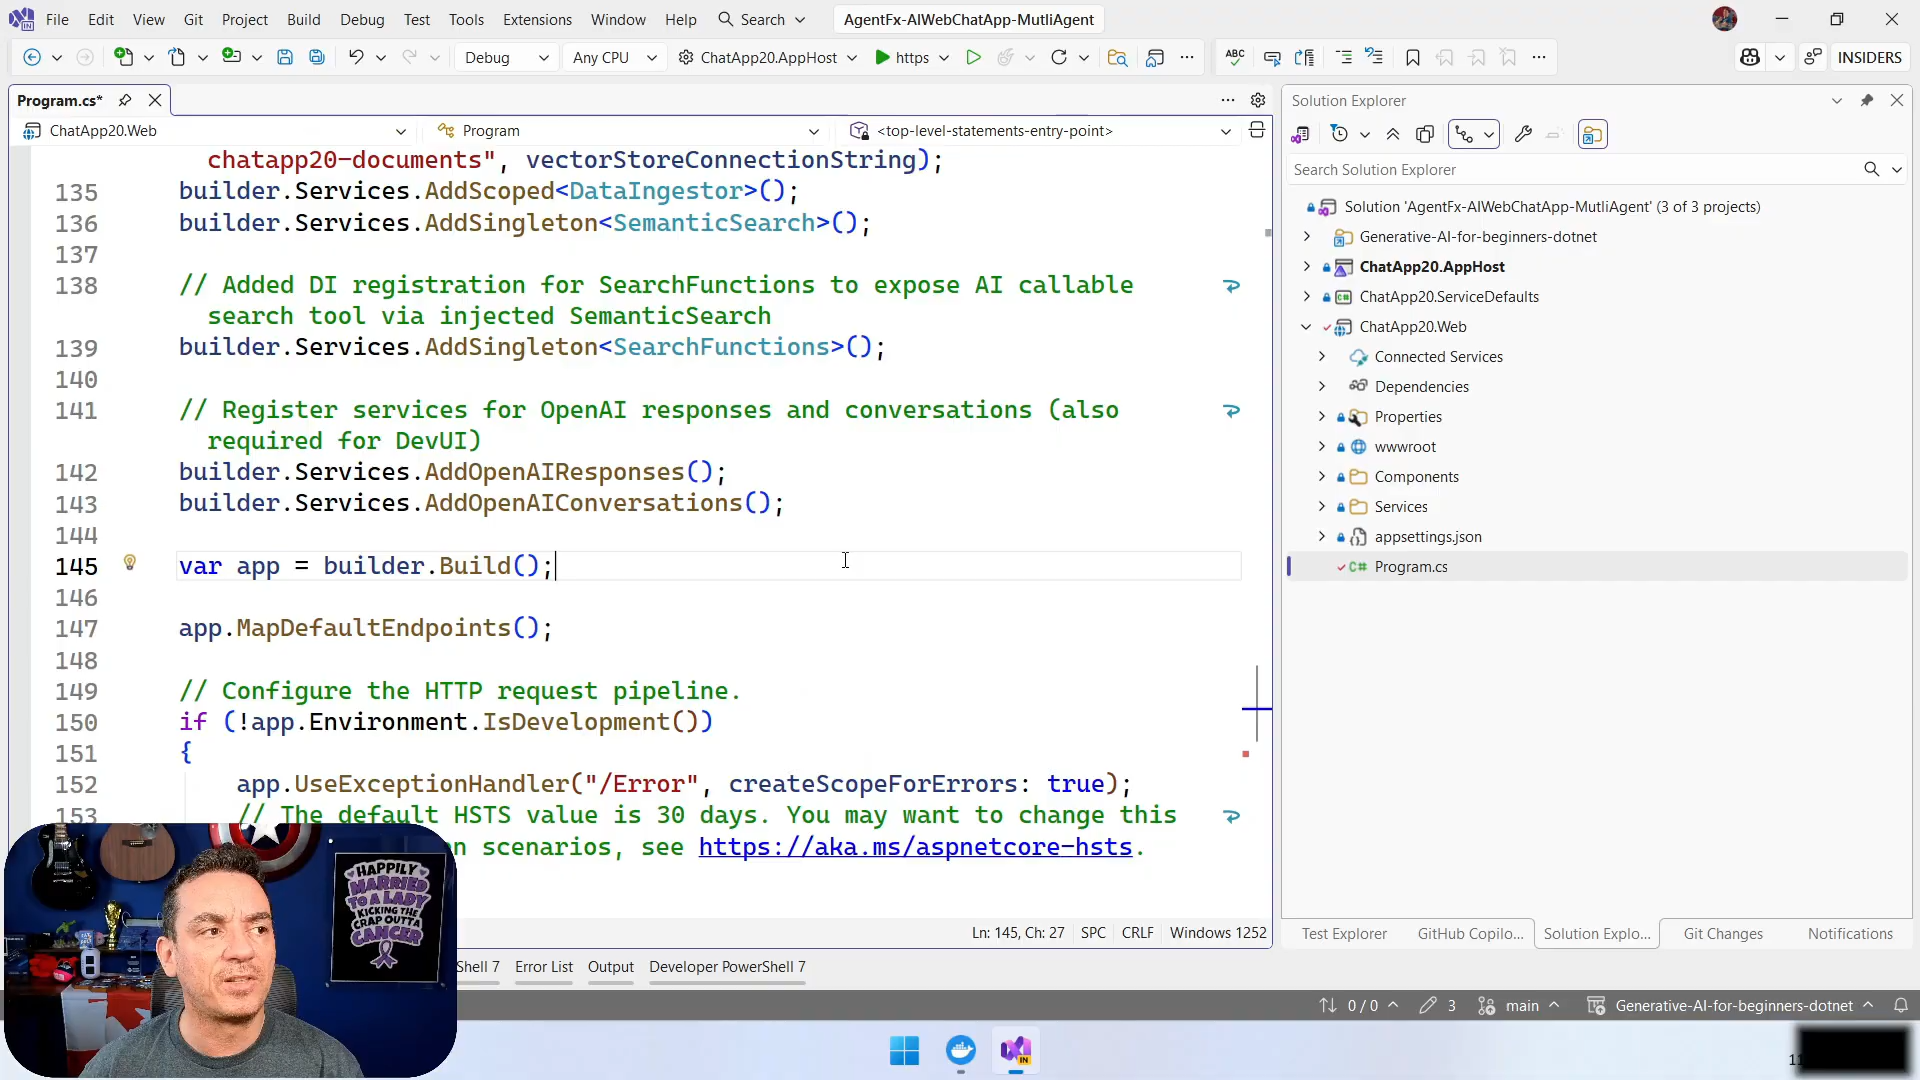 File Edit View Git Project Build Debug Test Tools Extensions Window Help Search AgentFx-AIWebChatApp-MutliAgent
Debug Any CPU ChatApp20.AppHost https ABC INSIDERS
Program.cs*
ChatApp20.Web Program <top-level-statements-entry-point>
chatapp20-documents", vectorStoreConnectionString);
135 builder.Services.AddScoped<DataIngestor>();
136 builder.Services.AddSingleton<SemanticSearch>();
137
138 // Added DI registration for SearchFunctions to expose AI callable
search tool via injected SemanticSearch
139 builder.Services.AddSingleton<SearchFunctions>();
140
141 // Register services for OpenAI responses and conversations (also
required for DevUI)
142 builder.Services.AddOpenAIResponses();
143 builder.Services.AddOpenAIConversations();
144
145 var app = builder.Build();
146
147 app.MapDefaultEndpoints();
148
149 // Configure the HTTP request pipeline.
150 if (!app.Environment.IsDevelopment())
151 {
152 app.UseExceptionHandler("/Error", createScopeForErrors: true);
153 // The default HSTS value is 30 days. You may want to change this
scenarios, see https://aka.ms/aspnetcore-hsts.
Ln: 145, Ch: 27 SPC CRLF Windows 1252
Shell 7 Error List Output Developer PowerShell 7
Solution Explorer
Search Solution Explorer
Solution 'AgentFx-AIWebChatApp-MutliAgent' (3 of 3 projects)
Generative-AI-for-beginners-dotnet
ChatApp20.AppHost
ChatApp20.ServiceDefaults
ChatApp20.Web
Connected Services
Dependencies
Properties
wwwroot
Components
Services
appsettings.json
C# Program.cs
Test Explorer GitHub Copilo... Solution Explo... Git Changes Notifications
0 / 0 3 main Generative-AI-for-beginners-dotnet
HAPPILY
MARRIED
TO A LADY
KICKING THE
CRAP OUTTA
CANCER
IN